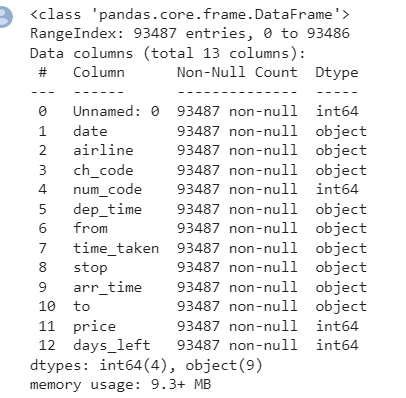 <class 'pandas.core.frame.DataFrame'>
RangeIndex: 93487 entries, 0 to 93486
Data columns (total 13 columns):
 #   Column       Non-Null Count  Dtype
---  ------       --------------  -----
 0   Unnamed: 0   93487 non-null  int64
 1   date         93487 non-null  object
 2   airline      93487 non-null  object
 3   ch_code      93487 non-null  object
 4   num_code     93487 non-null  int64
 5   dep_time     93487 non-null  object
 6   from         93487 non-null  object
 7   time_taken   93487 non-null  object
 8   stop         93487 non-null  object
 9   arr_time     93487 non-null  object
 10  to           93487 non-null  object
 11  price        93487 non-null  int64
 12  days_left    93487 non-null  int64
dtypes: int64(4), object(9)
memory usage: 9.3+ MB